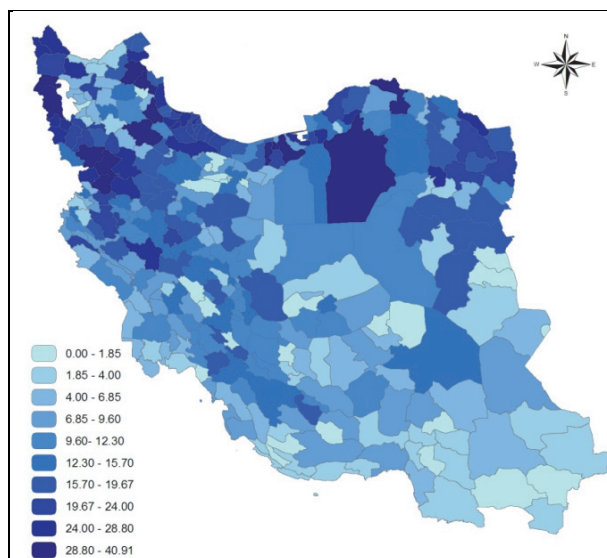 N
W E
S
0.00 - 1.85
1.85 - 4.00
4.00 - 6.85
6.85 - 9.60
9.60- 12.30
12.30 - 15.70
15.70 - 19.67
19.67 - 24.00
24.00 - 28.80
28.80 - 40.91